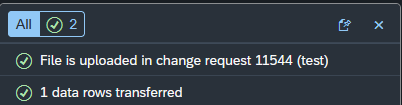 All 2
File is uploaded in change request 11544 (test)
1 data rows transferred